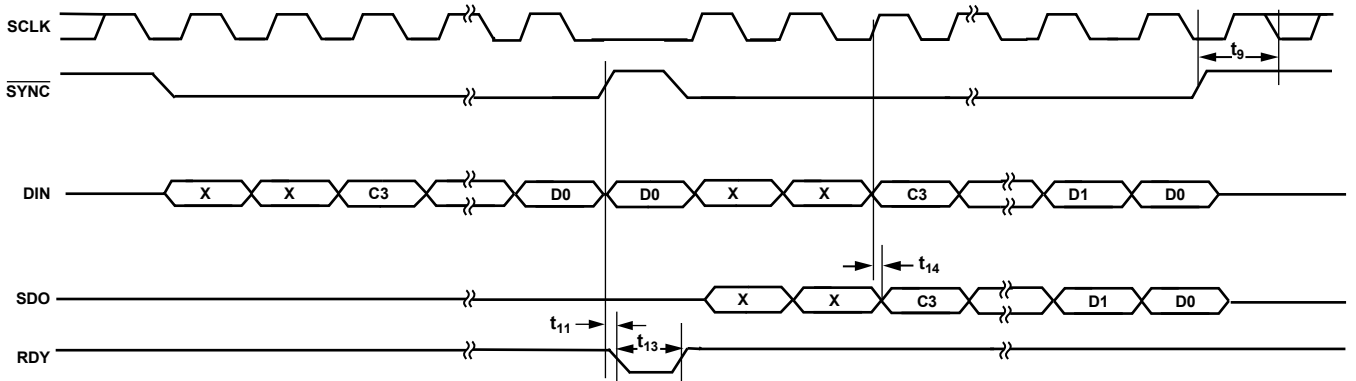 SCLK
t9
SYNC
DIN X X C3 D0 D0 X X C3 D1 D0
t14
SDO X X C3 D1 D0
t11 t13
RDY